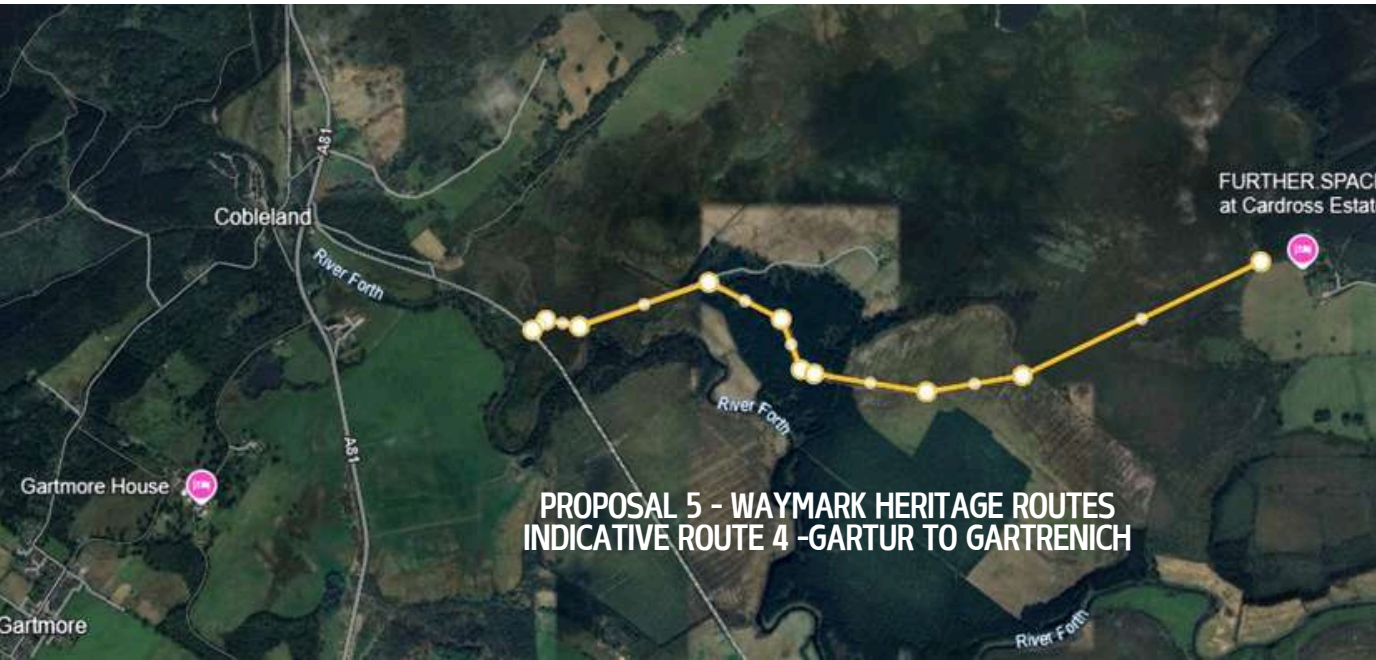 A81
FURTHER.SPAC
at Cardross Estat
Cobleland
River Forth
River Forth
A81
Gartmore House
PROPOSAL 5 - WAYMARK HERITAGE ROUTES
INDICATIVE ROUTE 4 -GARTUR TO GARTRENICH
Gartmore
River Forth